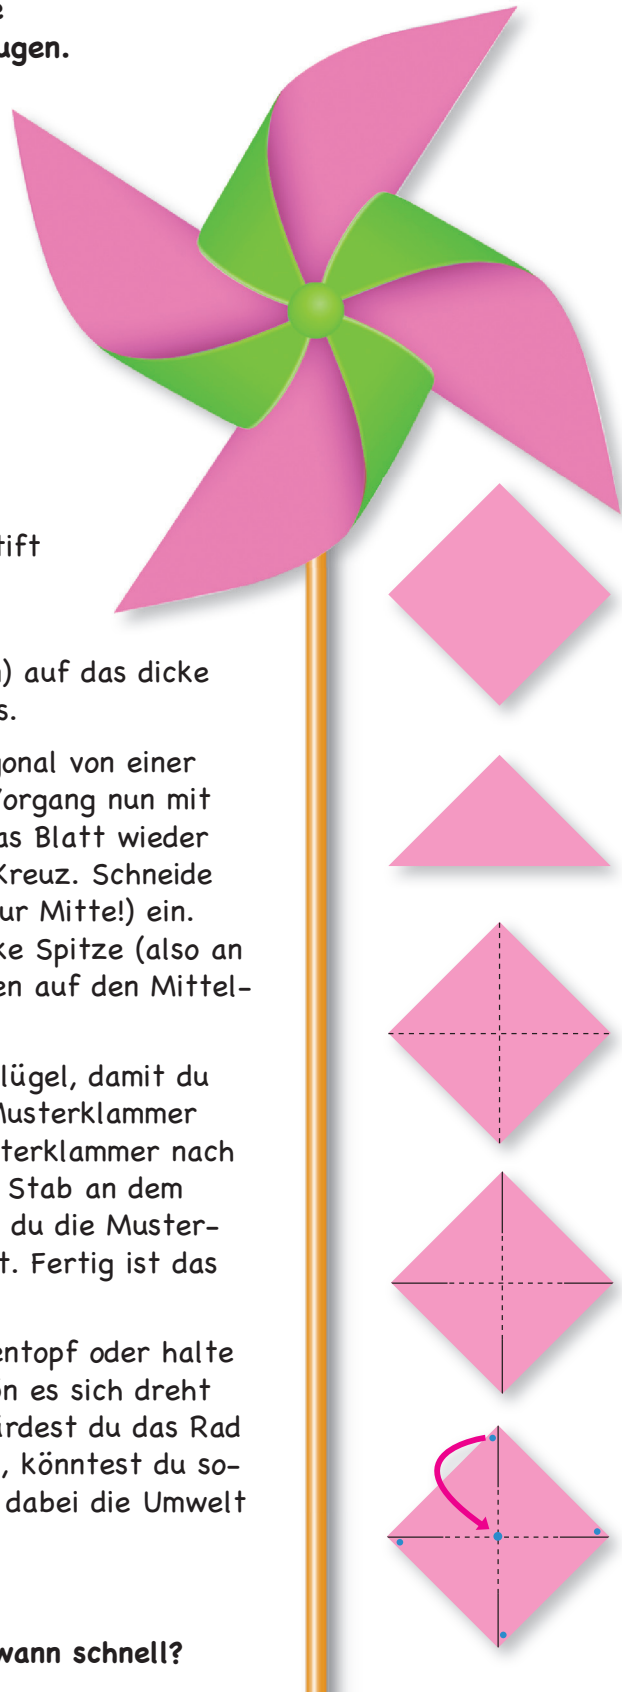 e
ugen.
tift
) auf das dicke
s.
gonal von einer
Vorgang nun mit
as Blatt wieder
Kreuz. Schneide
ur Mitte!) ein.
ke Spitze (also an
en auf den Mittel-
lügel, damit du
Musterklammer
terklammer nach
Stab an dem
du die Muster-
t. Fertig ist das
entopf oder halte
ön es sich dreht
ürdest du das Rad
, könntest du so-
dabei die Umwelt
wann schnell?